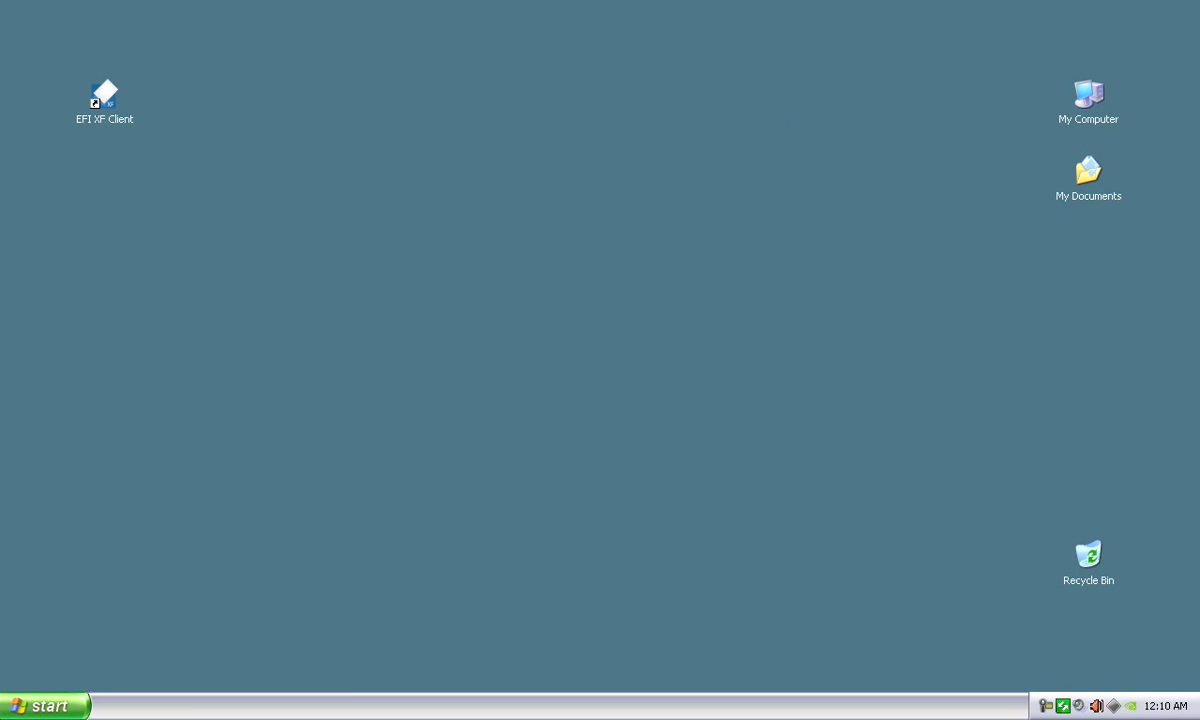 EFI XF Client
My Computer
My Documents
Recycle Bin
start
12:10 AM